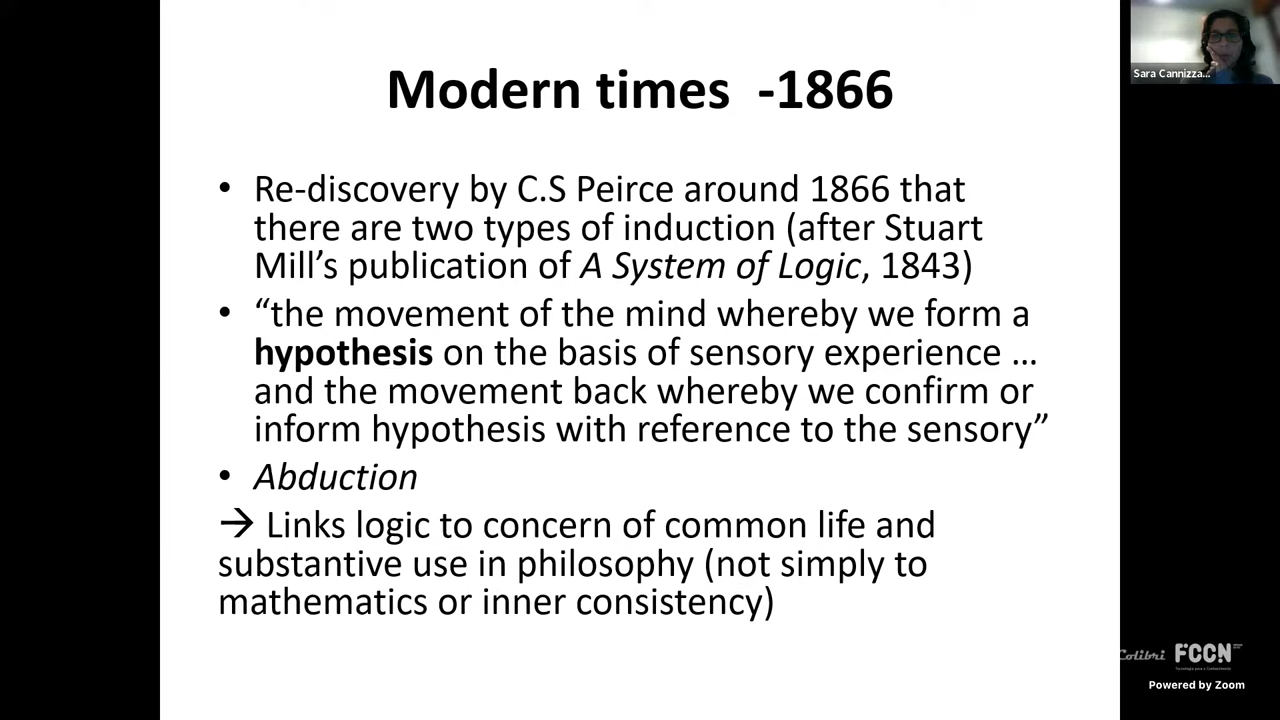 Modern times -1866
• Re-discovery by C.S Peirce around 1866 that
there are two types of induction (after Stuart
Mill’s publication of A System of Logic, 1843)
• “the movement of the mind whereby we form a
hypothesis on the basis of sensory experience …
and the movement back whereby we confirm or
inform hypothesis with reference to the sensory”
• Abduction
→ Links logic to concern of common life and
substantive use in philosophy (not simply to
mathematics or inner consistency)
Sara Cannizza...
Colibri FCCN
Powered by Zoom